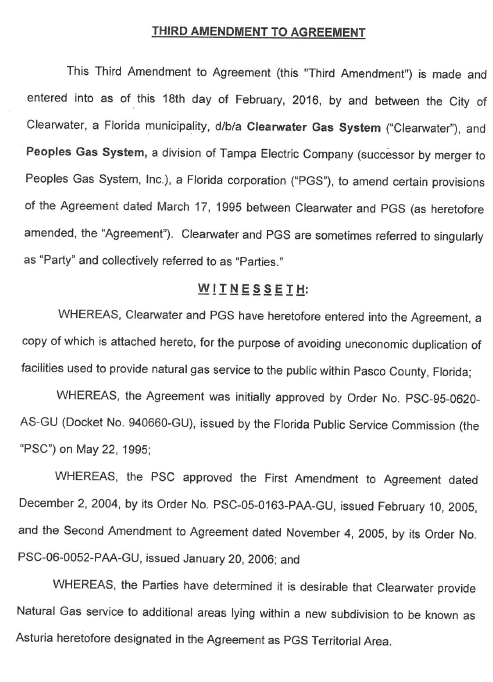 THIRD AMENDMENT TO AGREEMENT
This Third Amendment to Agreement (this "Third Amendment") is made and
entered into as of this 18th day of February, 2016, by and between the City of
Clearwater, a Florida municipality, d/b/a Clearwater Gas System ("Clearwater"), and
Peoples Gas System, a division of Tampa Electric Company (successor by merger to
Peoples Gas System, Inc.), a Florida corporation ("PGS"), to amend certain provisions
of the Agreement dated March 17, 1995 between Clearwater and PGS (as heretofore
amended, the "Agreement"). Clearwater and PGS are sometimes referred to singularly
as "Party" and collectively referred to as "Parties."
WITNESSETH:
WHEREAS, Clearwater and PGS have heretofore entered into the Agreement, a
copy of which is attached hereto, for the purpose of avoiding uneconomic duplication of
facilities used to provide natural gas service to the public within Pasco County, Florida;
WHEREAS, the Agreement was initially approved by Order No. PSC-95-0620-
AS-GU (Docket No. 940660-GU), issued by the Florida Public Service Commission (the
"PSC") on May 22, 1995;
WHEREAS, the PSC approved the First Amendment to Agreement dated
December 2, 2004, by its Order No. PSC-05-0163-PAA-GU, issued February 10, 2005,
and the Second Amendment to Agreement dated November 4, 2005, by its Order No.
PSC-06-0052-PAA-GU, issued January 20, 2006; and
WHEREAS, the Parties have determined it is desirable that Clearwater provide
Natural Gas service to additional areas lying within a new subdivision to be known as
Asturia heretofore designated in the Agreement as PGS Territorial Area.